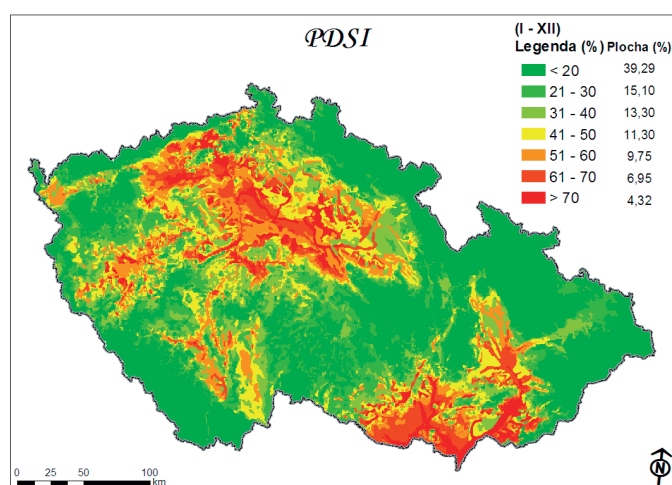 PDSI
(I - XII)
Legenda (%) Plocha (%)
< 20 39,29
21 - 30 15,10
31 - 40 13,30
41 - 50 11,30
51 - 60 9,75
61 - 70 6,95
> 70 4,32
0 25 50 100
km
N